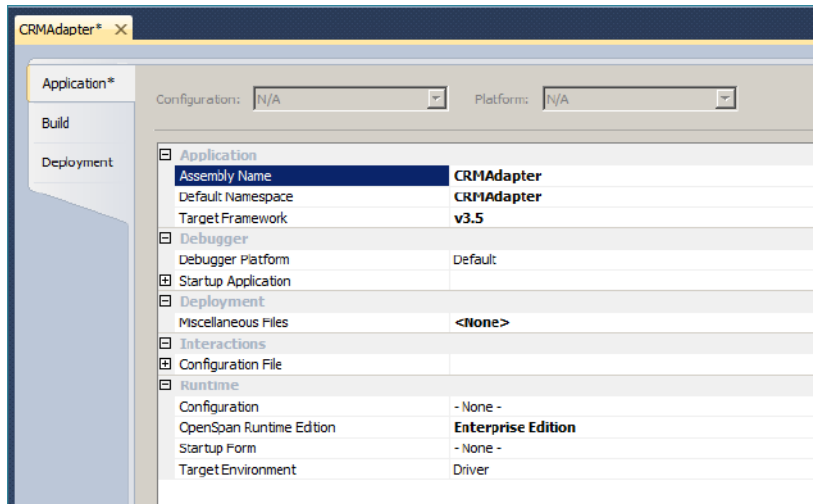 CRMAdapter* X
Application*
Build
Deployment
Configuration: N/A Platform: N/A
Application
Assembly Name CRMAdapter
Default Namespace CRMAdapter
Target Framework v3.5
Debugger
Debugger Platform Default
Startup Application
Deployment
Miscellaneous Files <None>
Interactions
Configuration File
Runtime
Configuration - None -
OpenSpan Runtime Edition Enterprise Edition
Startup Form - None -
Target Environment Driver